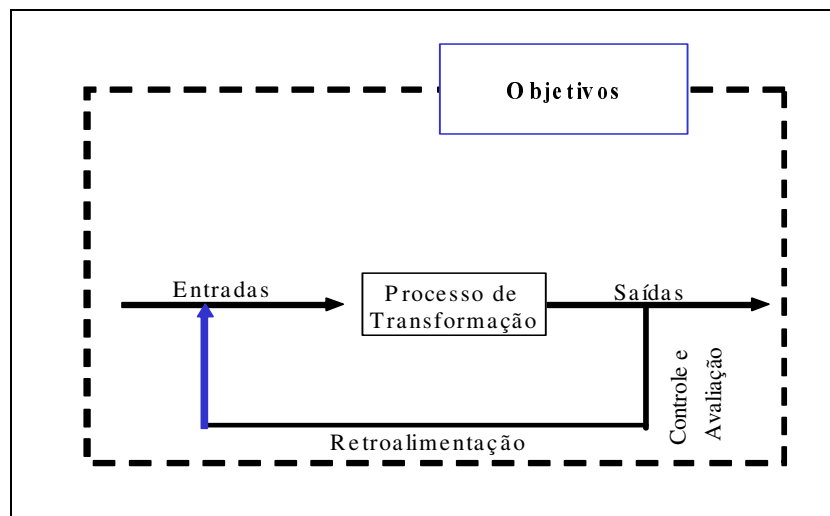 Objetivos
Entradas
Processo de
Transformação
Saídas
Controle e
Avaliação
Retroalimentação